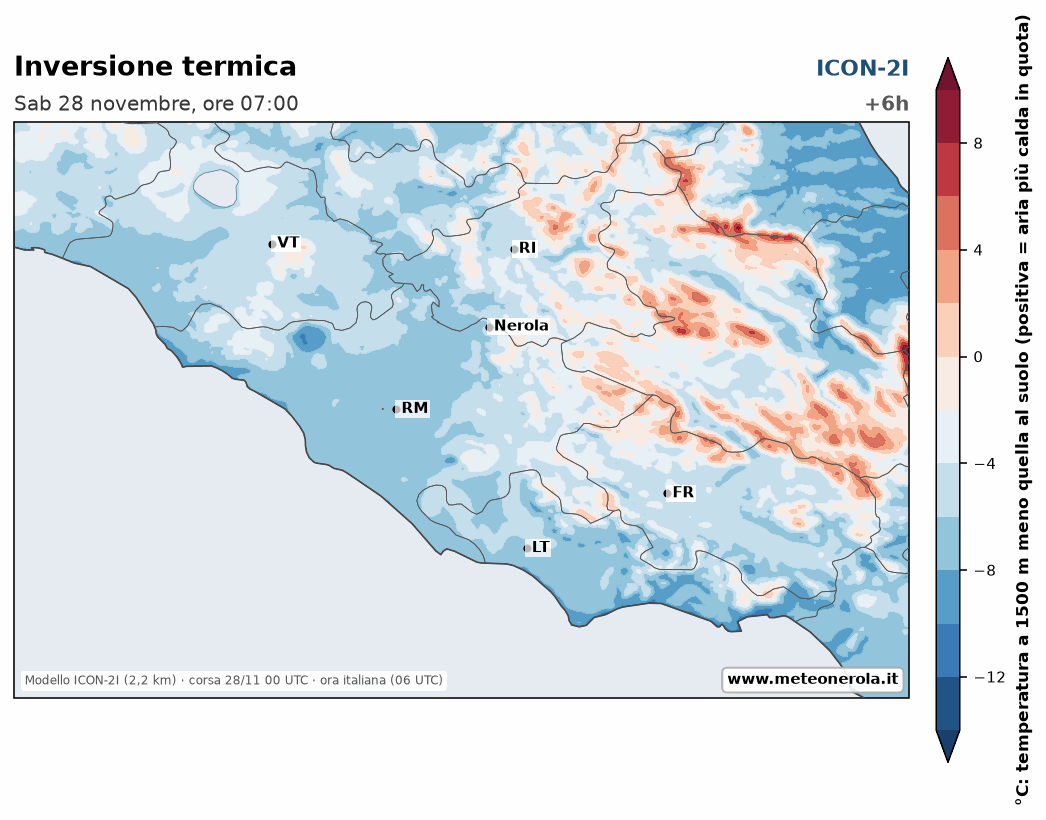 Inversione termica
ICON-2I
Sab 28 novembre, ore 07:00
+6h
VT
RI
Nerola
RM
FR
LT
8
4
0
−4
−8
−12
°C: temperatura a 1500 m meno quella al suolo (positiva = aria più calda in quota)
Modello ICON-2I (2,2 km) · corsa 28/11 00 UTC · ora italiana (06 UTC)
www.meteonerola.it